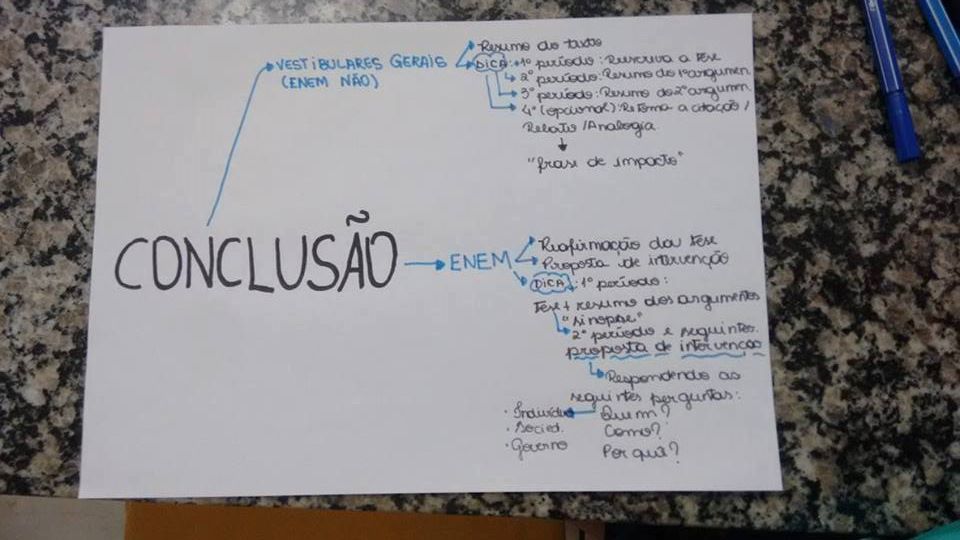 VESTIBULARES GERAIS
(ENEM NÃO)
Resumo do texto
DICA: 1º período: Reescreva a tese
2º período: Resumo do 1º argumen.
3º período: Resumo do 2º argumen.
4º (opcional): Retoma a citação /
Relato / Analogia
"frase de impacto"
CONCLUSÃO
ENEM
Reafirmação da tese
Proposta de intervenção
DICA: 1º período:
Tese + resumo dos argumentos
"sinopse"
2º período e seguintes:
proposta de intervenção
Respondendo as
seguintes perguntas:
Quem?
Como?
Por quê?
· Indivíduo
· Socied.
· Governo